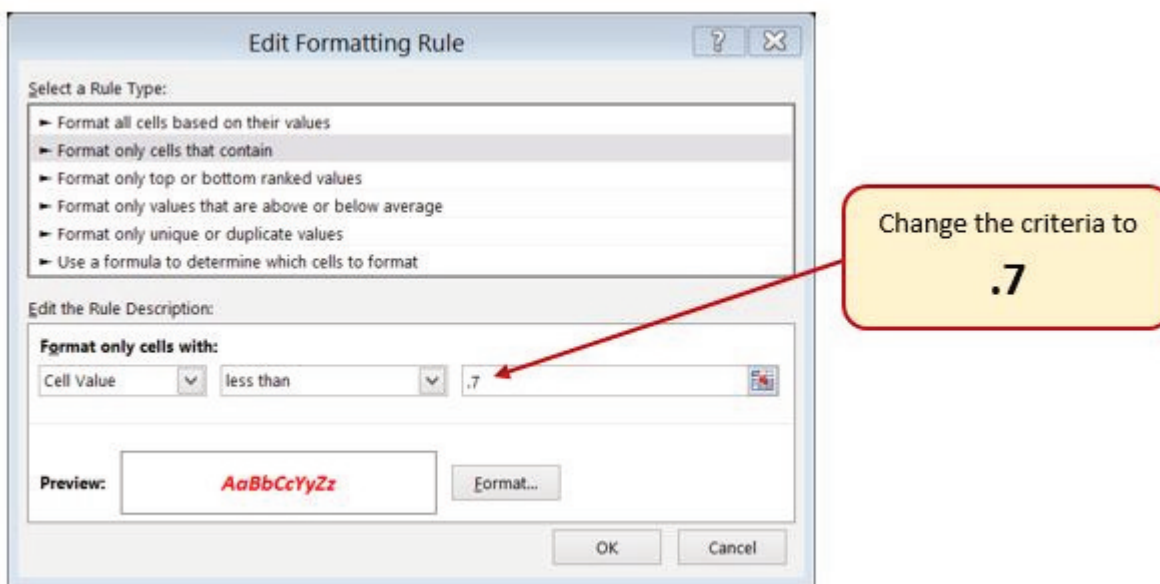 Edit Formatting Rule
Select a Rule Type:
► Format all cells based on their values
► Format only cells that contain
► Format only top or bottom ranked values
► Format only values that are above or below average
► Format only unique or duplicate values
► Use a formula to determine which cells to format
Edit the Rule Description:
Format only cells with:
Cell Value less than .7
Preview: AaBbCcYyZz Format...
OK Cancel
Change the criteria to
.7